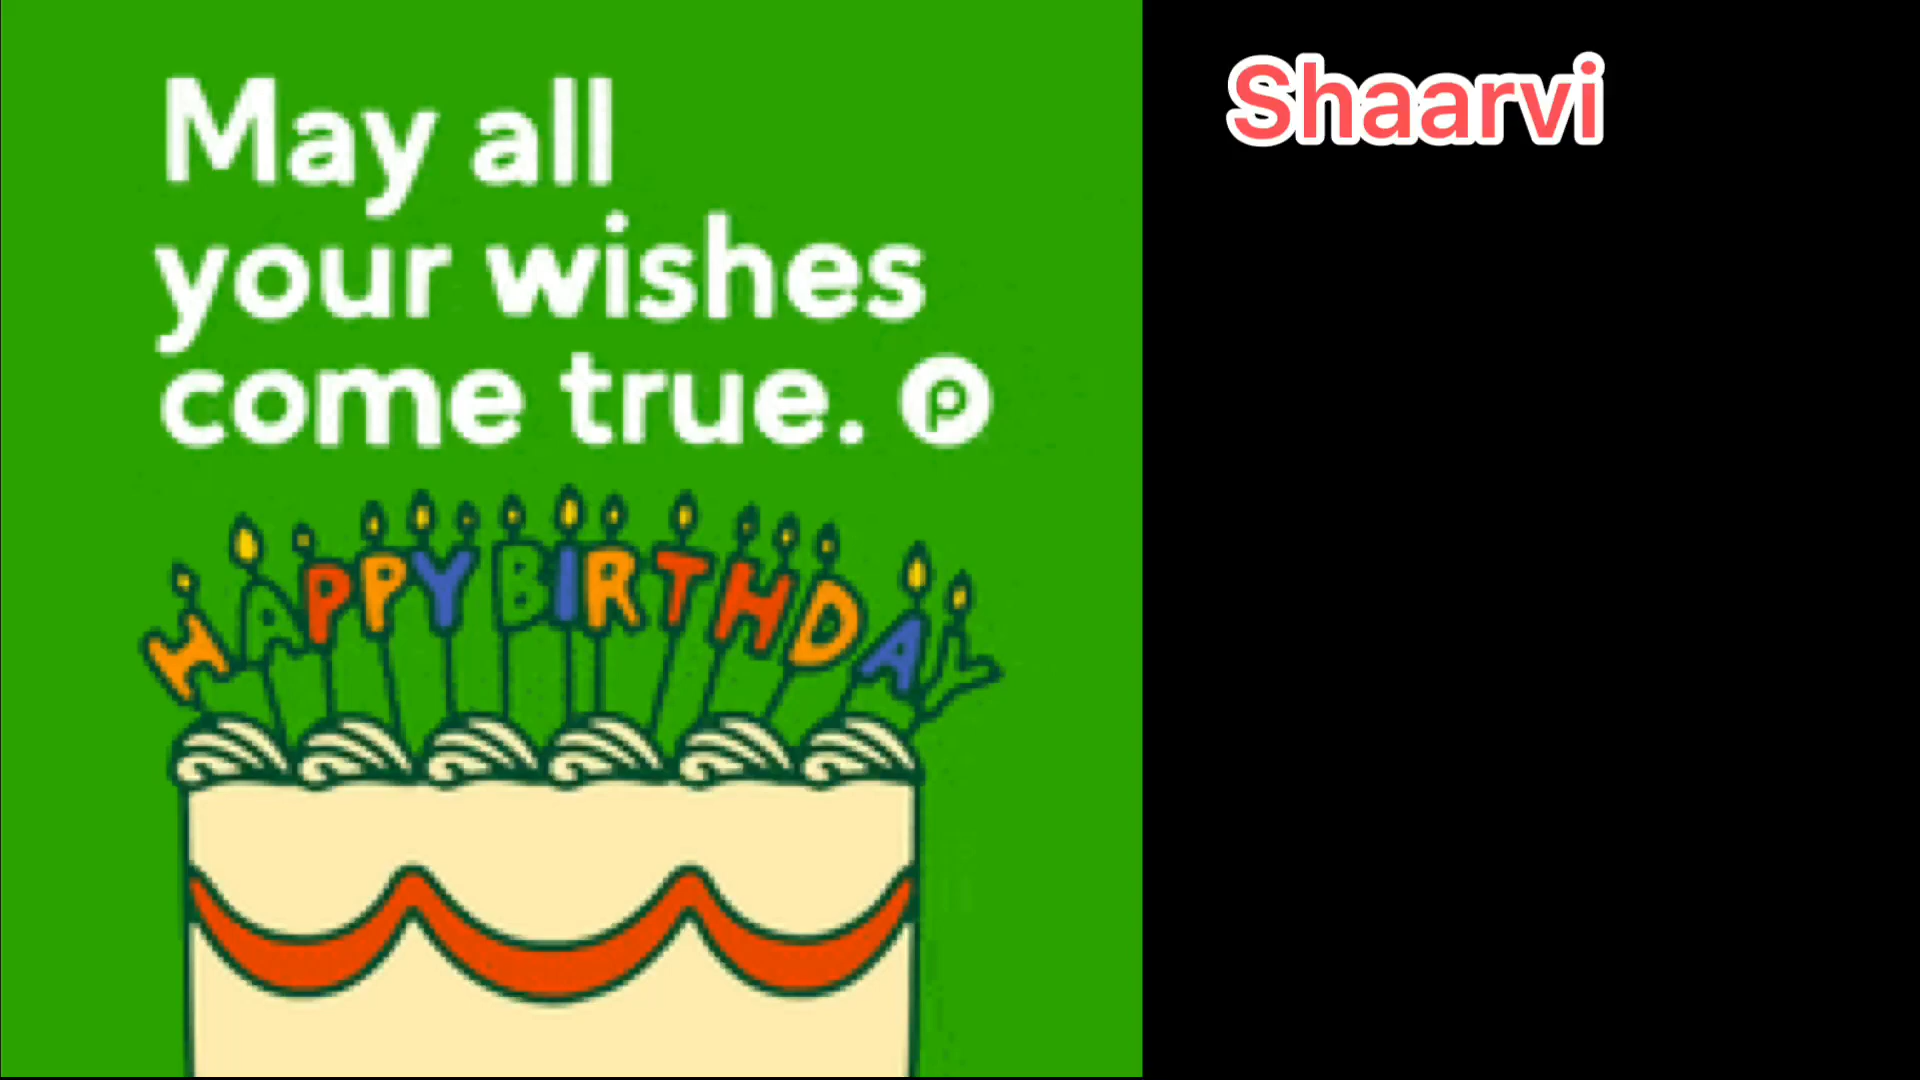 May all
your wishes
come true. p
HAPPY BIRTHDAY
Shaarvi